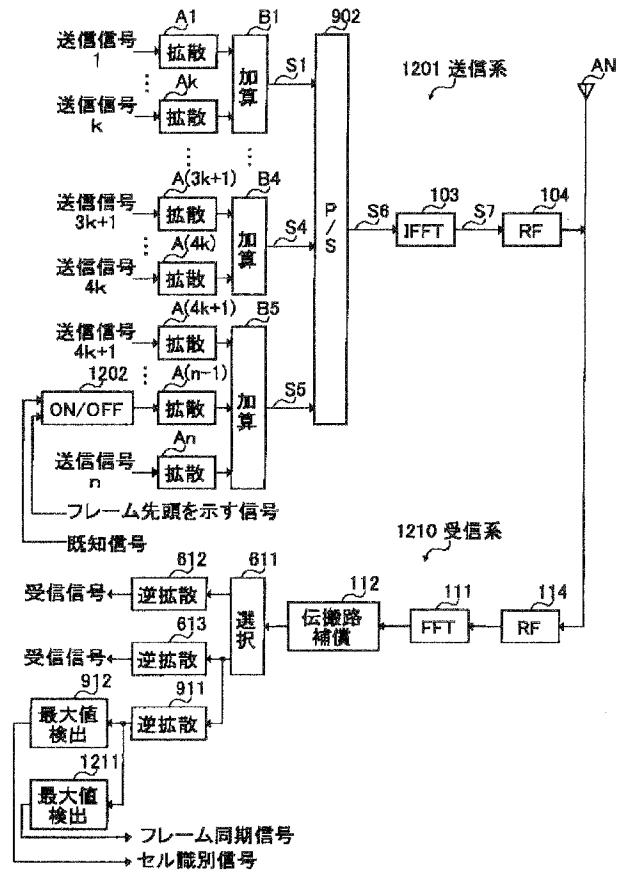 A1
B1
902
送信信号
1
拡散
加算
S1
1201 送信系
AN
Ak
送信信号
k
拡散
A(3k+1)
B4
送信信号
3k+1
拡散
加算
S4
P/S
S6
103
IFFT
S7
104
RF
A(4k)
送信信号
4k
拡散
A(4k+1)
B5
送信信号
4k+1
拡散
加算
S5
1202
ON/OFF
A(n-1)
拡散
An
送信信号
n
拡散
フレーム先頭を示す信号
既知信号
1210 受信系
612
611
受信信号
逆拡散
選択
112
伝搬路
補償
111
FFT
114
RF
613
受信信号
逆拡散
912
最大値
検出
911
逆拡散
1211
最大値
検出
フレーム同期信号
セル識別信号